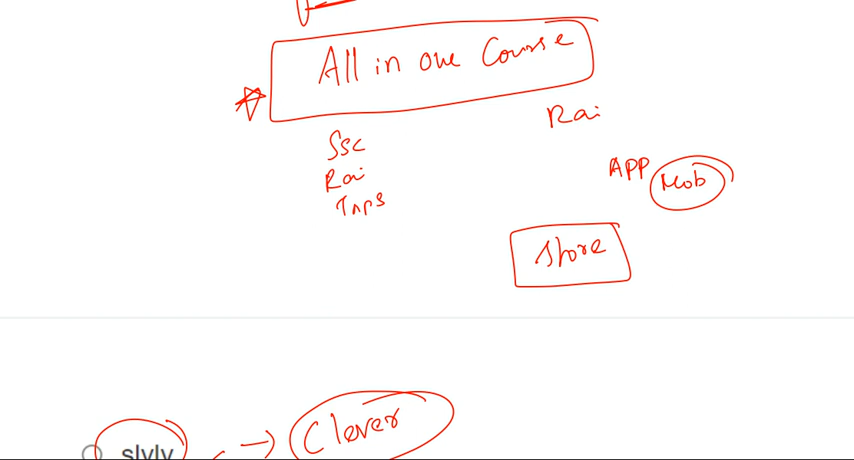 All in one Course
Rai
Ssc
Rai
APP Mob
Store
slyly
→ Clever